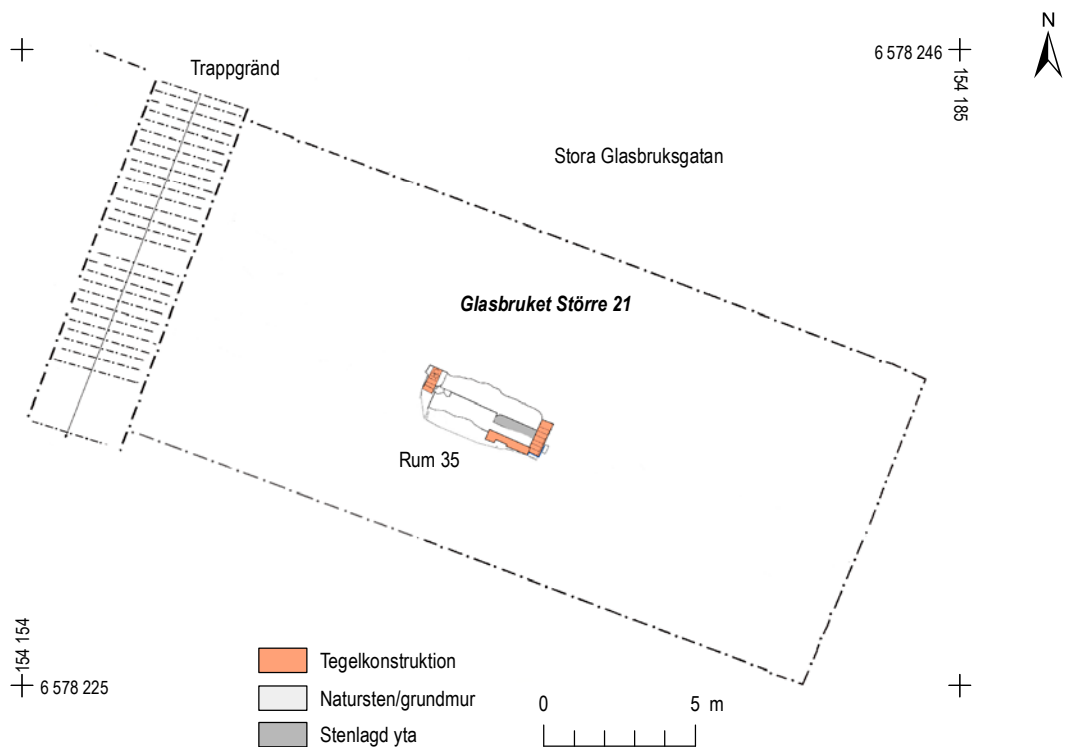 N
6 578 246
154 185
Trappgränd
Stora Glasbruksgatan
Glasbruket Större 21
Rum 35
154 154
6 578 225
Tegelkonstruktion
Natursten/grundmur
Stenlagd yta
0 5 m